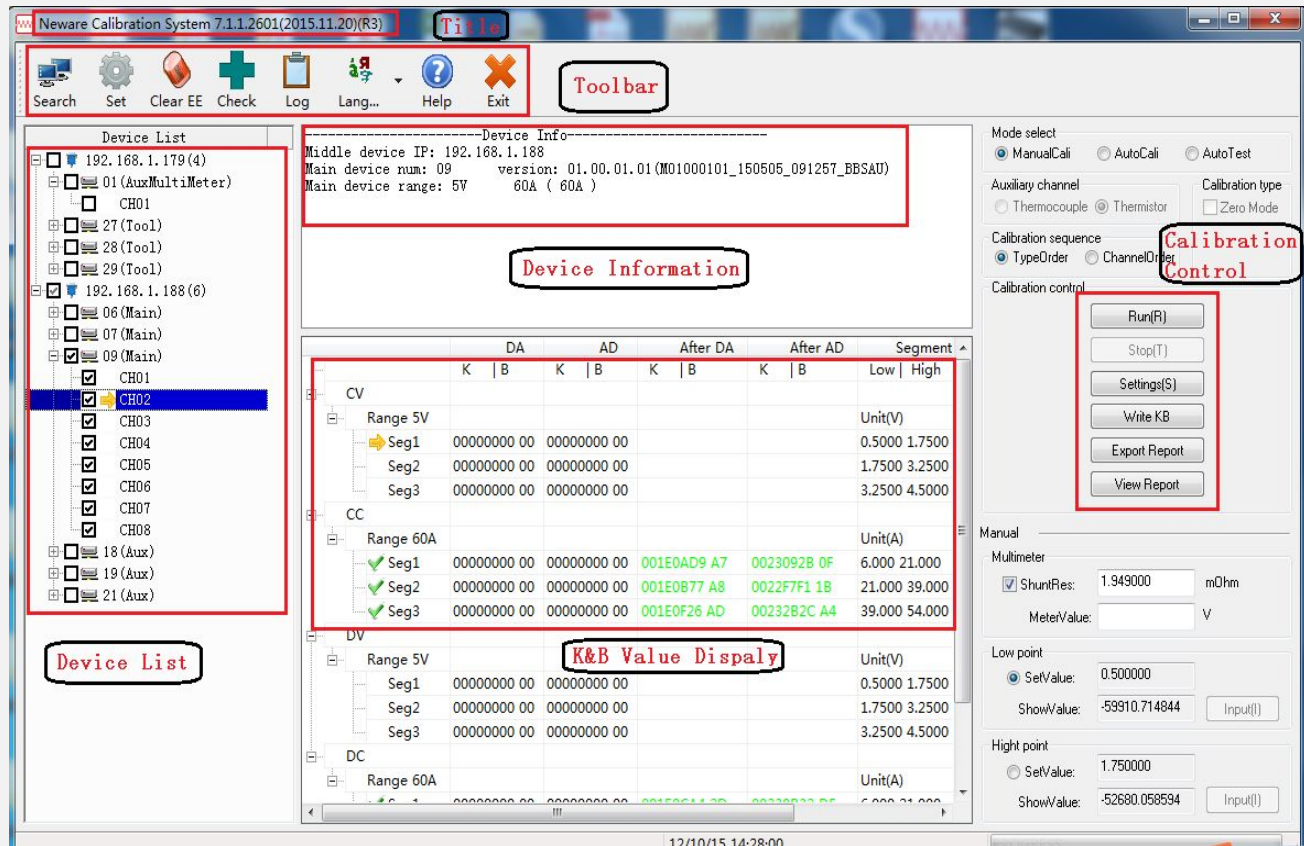 Neware Calibration System 7.1.1.2601(2015.11.20)(R3)
Title
Search Set Clear EE Check Log Lang... Help Exit
Toolbar
Device List
192.168.1.179(4)
01(AuxMultiMeter)
CH01
27(Tool)
28(Tool)
29(Tool)
192.168.1.188(6)
06(Main)
07(Main)
09(Main)
CH01
CH02
CH03
CH04
CH05
CH06
CH07
CH08
18(Aux)
19(Aux)
21(Aux)
Device List
-----------------------Device Info--------------------------
Middle device IP: 192.168.1.188
Main device num: 09 version: 01.00.01.01(M01000101_150505_091257_BBSAU)
Main device range: 5V 60A ( 60A )
Device Information
DA AD After DA After AD Segment
K | B K | B K | B K | B Low | High
CV
Range 5V Unit(V)
Seg1 00000000 00 00000000 00 0.5000 1.7500
Seg2 00000000 00 00000000 00 1.7500 3.2500
Seg3 00000000 00 00000000 00 3.2500 4.5000
CC
Range 60A Unit(A)
Seg1 00000000 00 00000000 00 001E0AD9 A7 0023092B 0F 6.000 21.000
Seg2 00000000 00 00000000 00 001E0B77 A8 0022F7F1 1B 21.000 39.000
Seg3 00000000 00 00000000 00 001E0F26 AD 00232B2C A4 39.000 54.000
DV
K&B Value Dispaly
Range 5V Unit(V)
Seg1 00000000 00 00000000 00 0.5000 1.7500
Seg2 00000000 00 00000000 00 1.7500 3.2500
Seg3 00000000 00 00000000 00 3.2500 4.5000
DC
Range 60A Unit(A)
Mode select
ManualCali AutoCali AutoTest
Auxiliary channel
Thermocouple Thermistor
Calibration type
Zero Mode
Calibration sequence
TypeOrder ChannelOrder
Calibration Control
Calibration control
Run(R)
Stop(T)
Settings(S)
Write KB
Export Report
View Report
Manual
Multimeter
ShuntRes: 1.949000 mOhm
MeterValue: V
Low point
SetValue: 0.500000
ShowValue: -59910.714844 Input(I)
Hight point
SetValue: 1.750000
ShowValue: -52680.058594 Input(I)
12/10/15 14:28:00